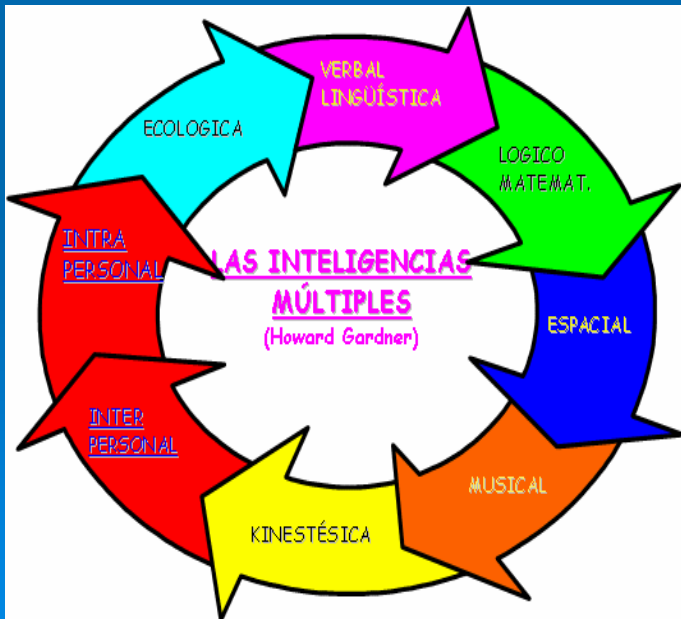 VERBAL
LINGÜÍSTICA
LOGICO
MATEMAT.
ESPACIAL
MUSICAL
KINESTÉSICA
INTER
PERSONAL
INTRA
PERSONAL
ECOLOGICA
LAS INTELIGENCIAS
MÚLTIPLES
(Howard Gardner)